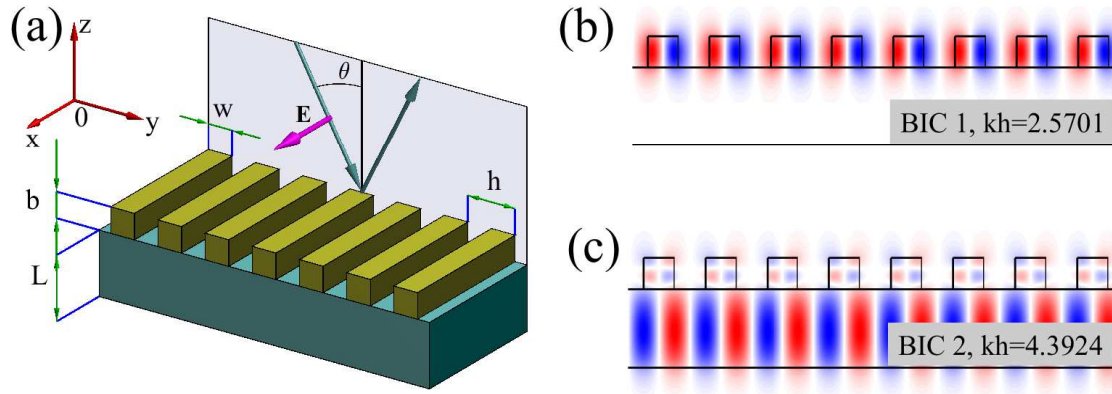 (a)
z
θ
w
E
0
y
x
h
b
L
(b)
BIC 1, kh=2.5701
(c)
BIC 2, kh=4.3924